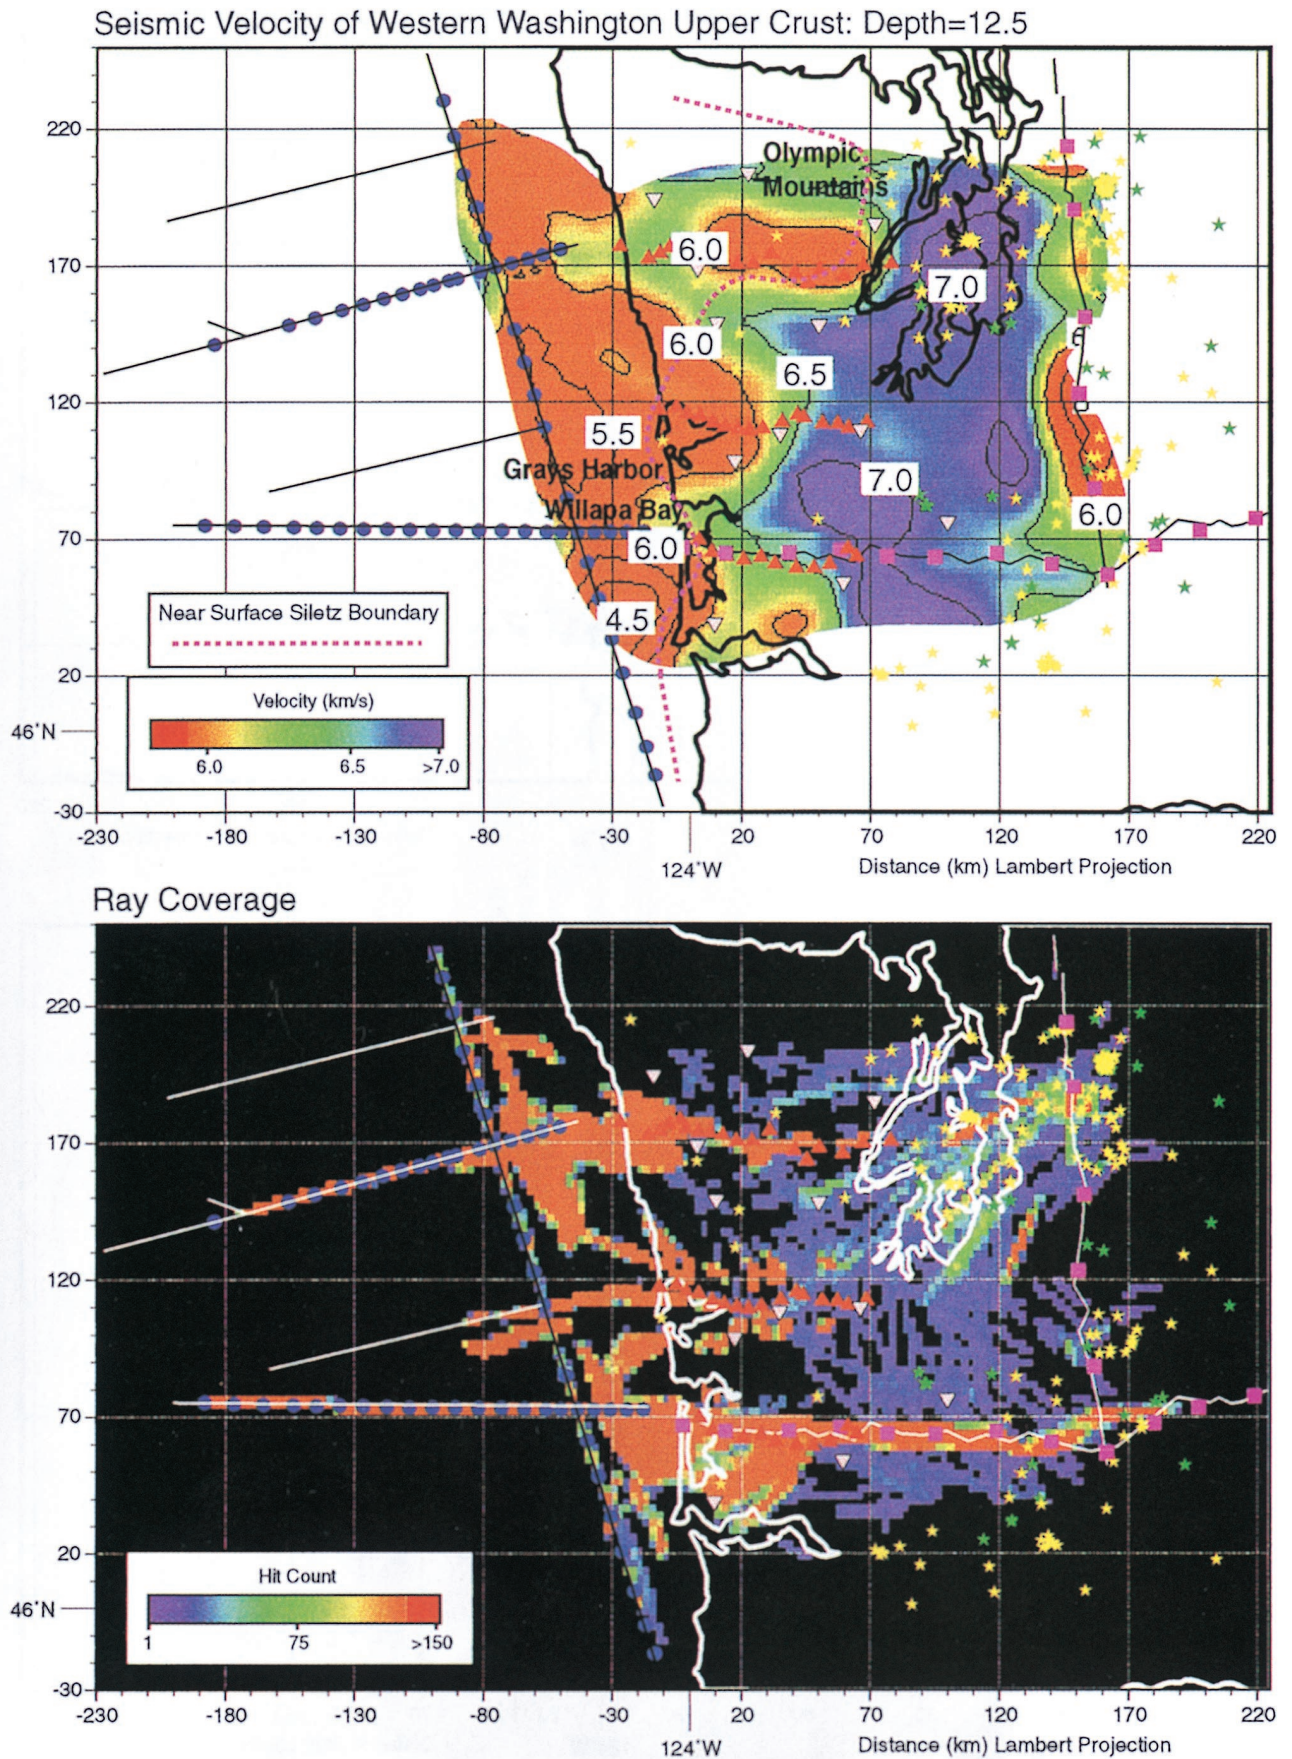 Seismic Velocity of Western Washington Upper Crust: Depth=12.5
220
170
120
70
20
46°N
-30
Olympic
Mountains
6.0
7.0
6.0
6.5
5.5
Grays Harbor
7.0
Willapa Bay
6.0
6.0
4.5
Near Surface Siletz Boundary
Velocity (km/s)
6.0 6.5 >7.0
-230 -180 -130 -80 -30 20 70 120 170 220
124°W
Distance (km) Lambert Projection
Ray Coverage
220
170
120
70
20
46°N
-30
Hit Count
1 75 >150
-230 -180 -130 -80 -30 20 70 120 170 220
124°W
Distance (km) Lambert Projection